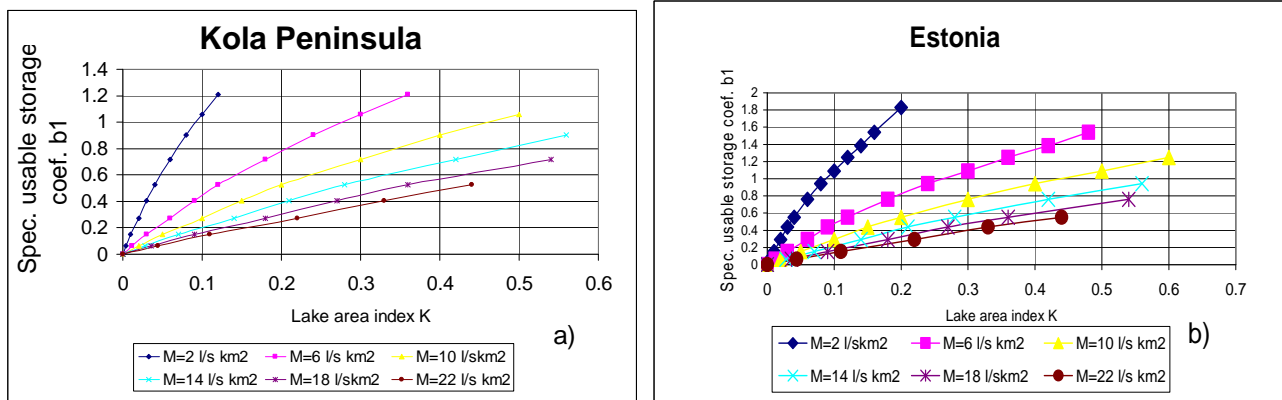 Kola Peninsula
Spec. usable storage
coef. b1
1.4
1.2
1
0.8
0.6
0.4
0.2
0
0 0.1 0.2 0.3 0.4 0.5 0.6
Lake area index K
a)
M=2 l/s km2 M=6 l/s km2 M=10 l/skm2
M=14 l/s km2 M=18 l/skm2 M=22 l/s km2
Estonia
Spec. usable storage coef. b1
2
1.8
1.6
1.4
1.2
1
0.8
0.6
0.4
0.2
0
0 0.1 0.2 0.3 0.4 0.5 0.6 0.7
Lake area index K
b)
M=2 l/skm2 M=6 l/s km2 M=10 l/s km2
M=14 l/s km2 M=18 l/skm2 M=22 l/s km2